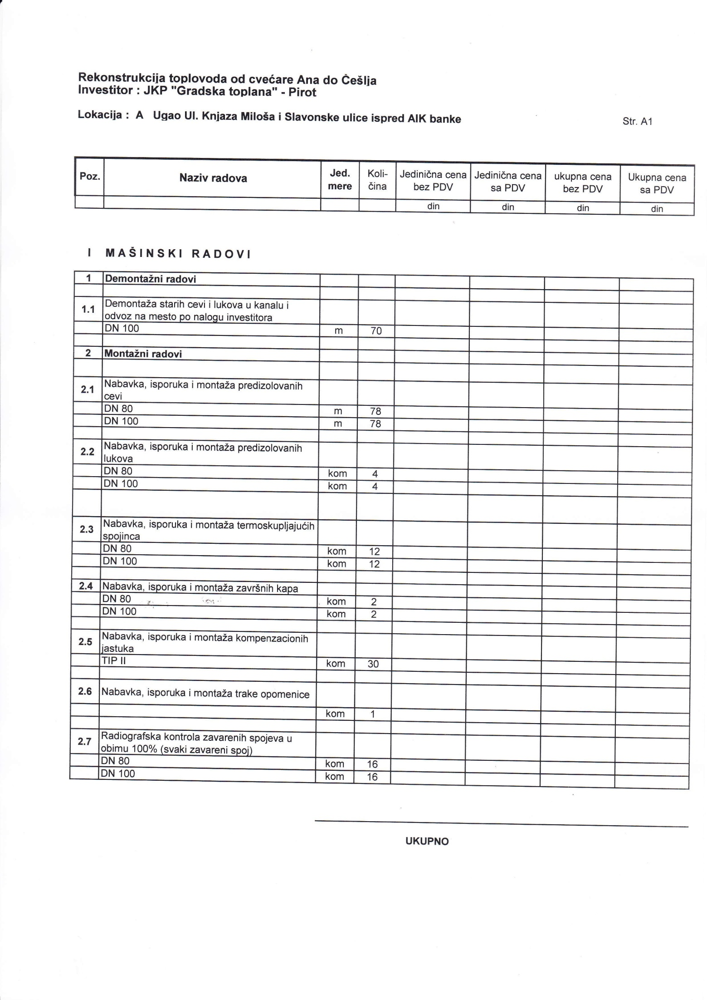 Rekonstrukcija toplovoda od cvećare Ana do Češlja
Investitor : JKP "Gradska toplana" - Pirot
Lokacija : A Ugao Ul. Knjaza Miloša i Slavonske ulice ispred AIK banke
Str. A1
Poz. Naziv radova Jed. mere Koli-čina Jedinična cena bez PDV Jedinična cena sa PDV ukupna cena bez PDV Ukupna cena sa PDV
din din din din
I MAŠINSKI RADOVI
1 Demontažni radovi
1.1 Demontaža starih cevi i lukova u kanalu i
odvoz na mesto po nalogu investitora
DN 100 m 70
2 Montažni radovi
2.1 Nabavka, isporuka i montaža predizolovanih
cevi
DN 80 m 78
DN 100 m 78
2.2 Nabavka, isporuka i montaža predizolovanih
lukova
DN 80 kom 4
DN 100 kom 4
2.3 Nabavka, isporuka i montaža termoskupljajućih
spojinca
DN 80 kom 12
DN 100 kom 12
2.4 Nabavka, isporuka i montaža završnih kapa
DN 80 kom 2
DN 100 kom 2
2.5 Nabavka, isporuka i montaža kompenzacionih
jastuka
TIP II kom 30
2.6 Nabavka, isporuka i montaža trake opomenice
kom 1
2.7 Radiografska kontrola zavarenih spojeva u
obimu 100% (svaki zavareni spoj)
DN 80 kom 16
DN 100 kom 16
UKUPNO